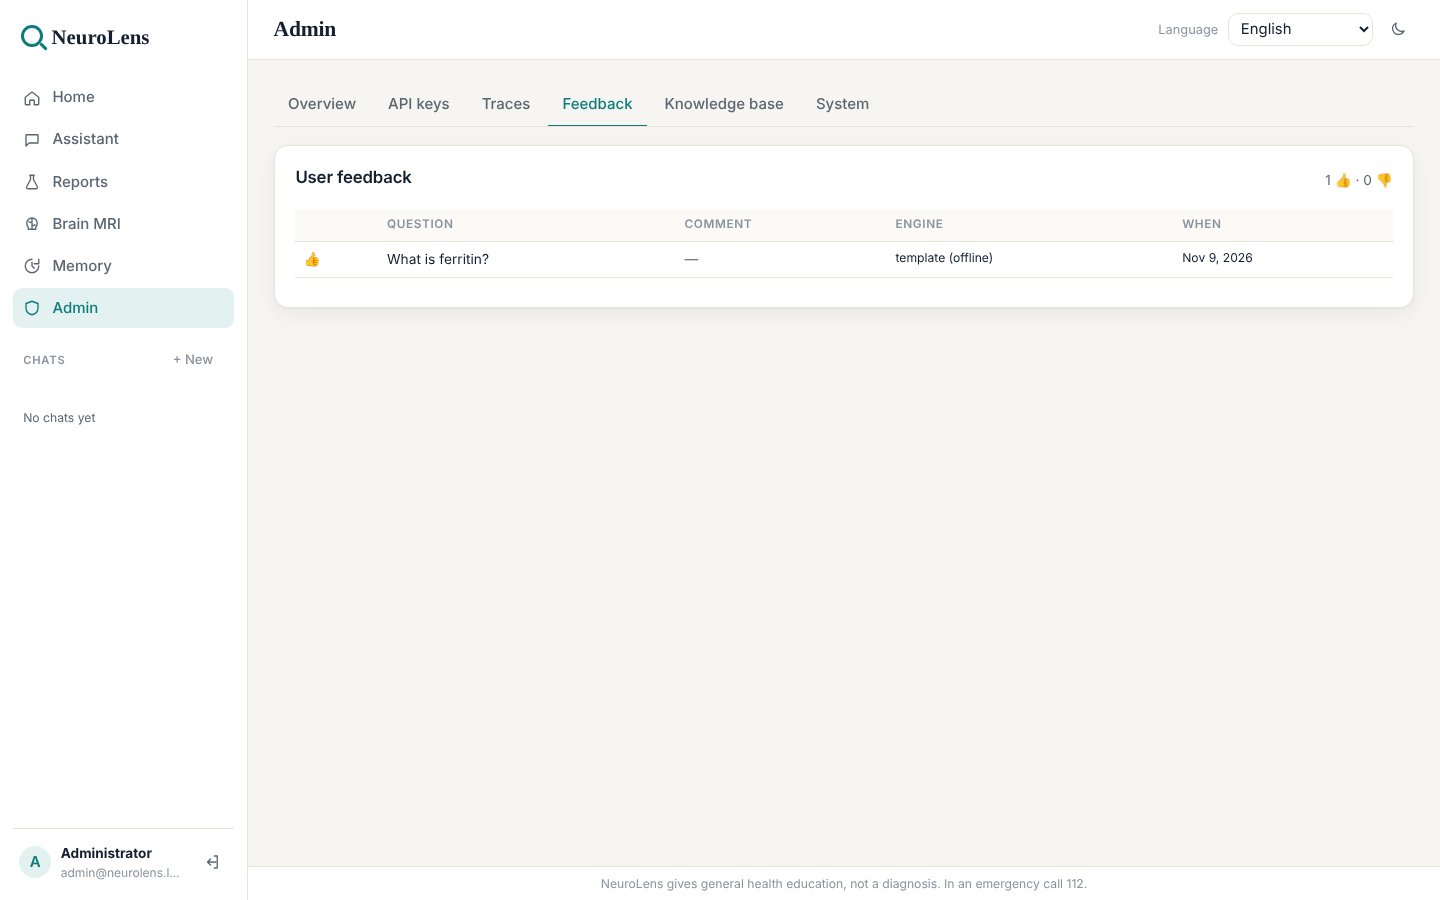 NeuroLens
Home
Assistant
Reports
Brain MRI
Memory
Admin
CHATS + New
No chats yet
A
Administrator
admin@neurolens.l...
Admin
Language English
Overview API keys Traces Feedback Knowledge base System
User feedback
1 👍 · 0 👎
QUESTION COMMENT ENGINE WHEN
👍 What is ferritin? — template (offline) Nov 9, 2026
NeuroLens gives general health education, not a diagnosis. In an emergency call 112.